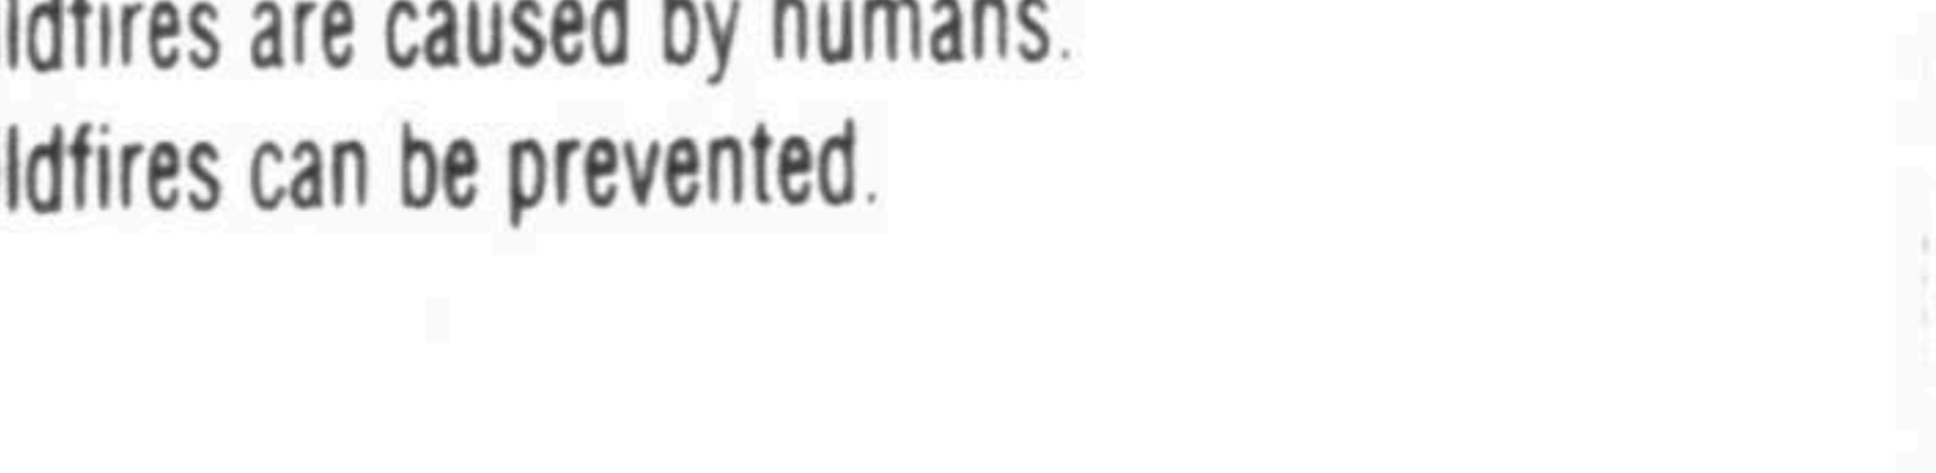 ldfires are caused by humans.
ldfires can be prevented.